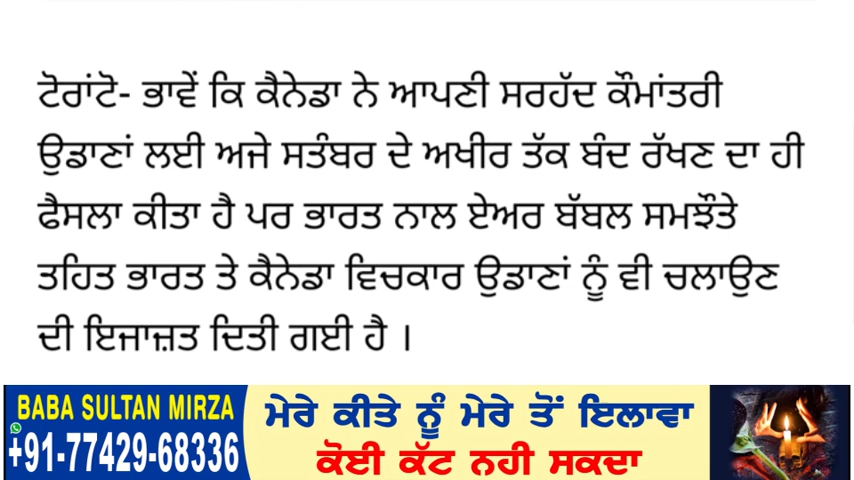 ਟੋਰਾਂਟੋ- ਭਾਵੇਂ ਕਿ ਕੈਨੇਡਾ ਨੇ ਆਪਣੀ ਸਰਹੱਦ ਕੌਮਾਂਤਰੀ
ਉਡਾਣਾਂ ਲਈ ਅਜੇ ਸਤੰਬਰ ਦੇ ਅਖੀਰ ਤੱਕ ਬੰਦ ਰੱਖਣ ਦਾ ਹੀ
ਫੈਸਲਾ ਕੀਤਾ ਹੈ ਪਰ ਭਾਰਤ ਨਾਲ ਏਅਰ ਬੱਬਲ ਸਮਝੌਤੇ
ਤਹਿਤ ਭਾਰਤ ਤੇ ਕੈਨੇਡਾ ਵਿਚਕਾਰ ਉਡਾਣਾਂ ਨੂੰ ਵੀ ਚਲਾਉਣ
ਦੀ ਇਜਾਜ਼ਤ ਦਿਤੀ ਗਈ ਹੈ ।
BABA SULTAN MIRZA
+91-77429-68336
ਮੇਰੇ ਕੀਤੇ ਨੂੰ ਮੇਰੇ ਤੋਂ ਇਲਾਵਾ
ਕੋਈ ਕੱਟ ਨਹੀ ਸਕਦਾ